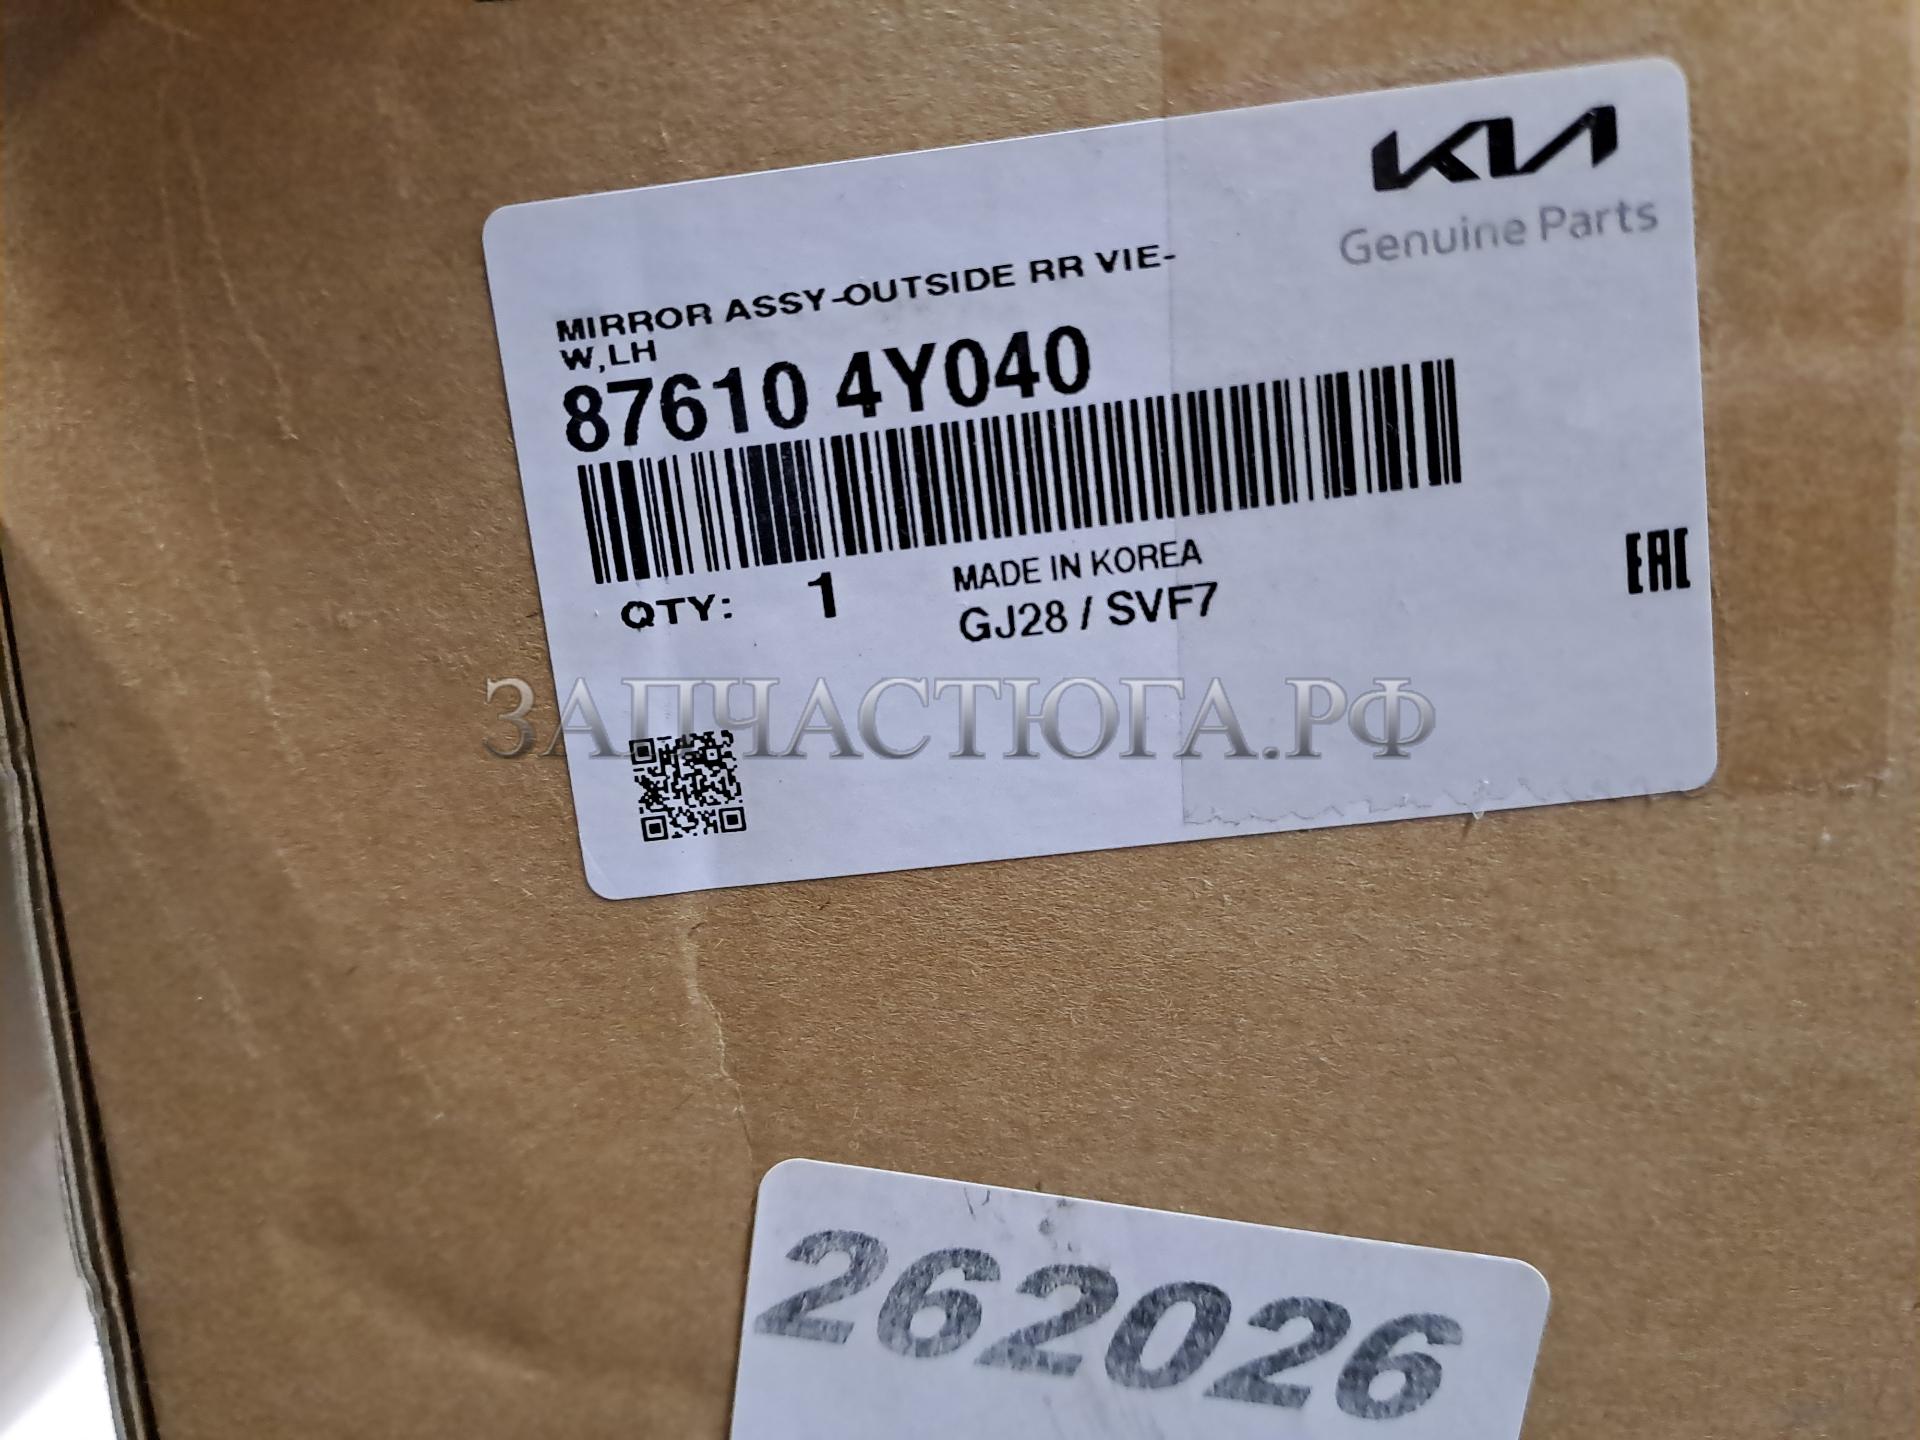 KIA
Genuine Parts
MIRROR ASSY-OUTSIDE RR VIE-
W,LH
87610 4Y040
QTY: 1
MADE IN KOREA
GJ28 / SVF7
EAC
ЗАПЧАСТЮГА.РФ
262026